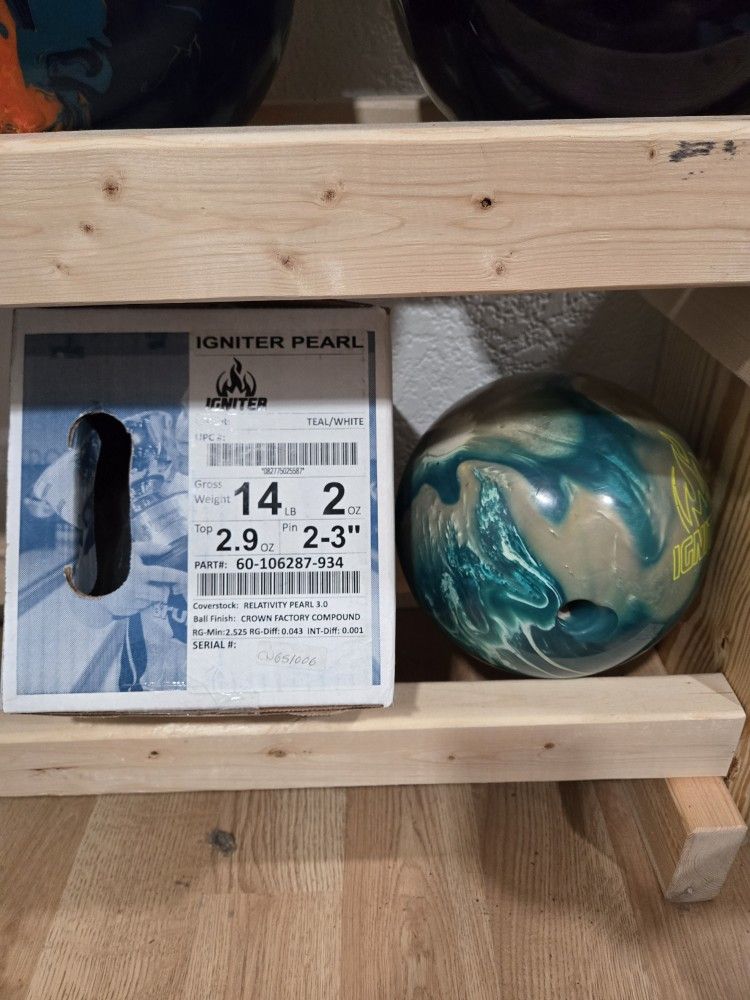 IGNITER PEARL
IGNITER
TEAL/WHITE
UPC #:
*082775025587*
Gross Weight 14 LB 2 OZ
Top 2.9 OZ Pin 2-3"
PART#: 60-106287-934
Coverstock: RELATIVITY PEARL 3.0
Ball Finish: CROWN FACTORY COMPOUND
RG-Min: 2.525 RG-Diff: 0.043 INT-Diff: 0.001
SERIAL #: